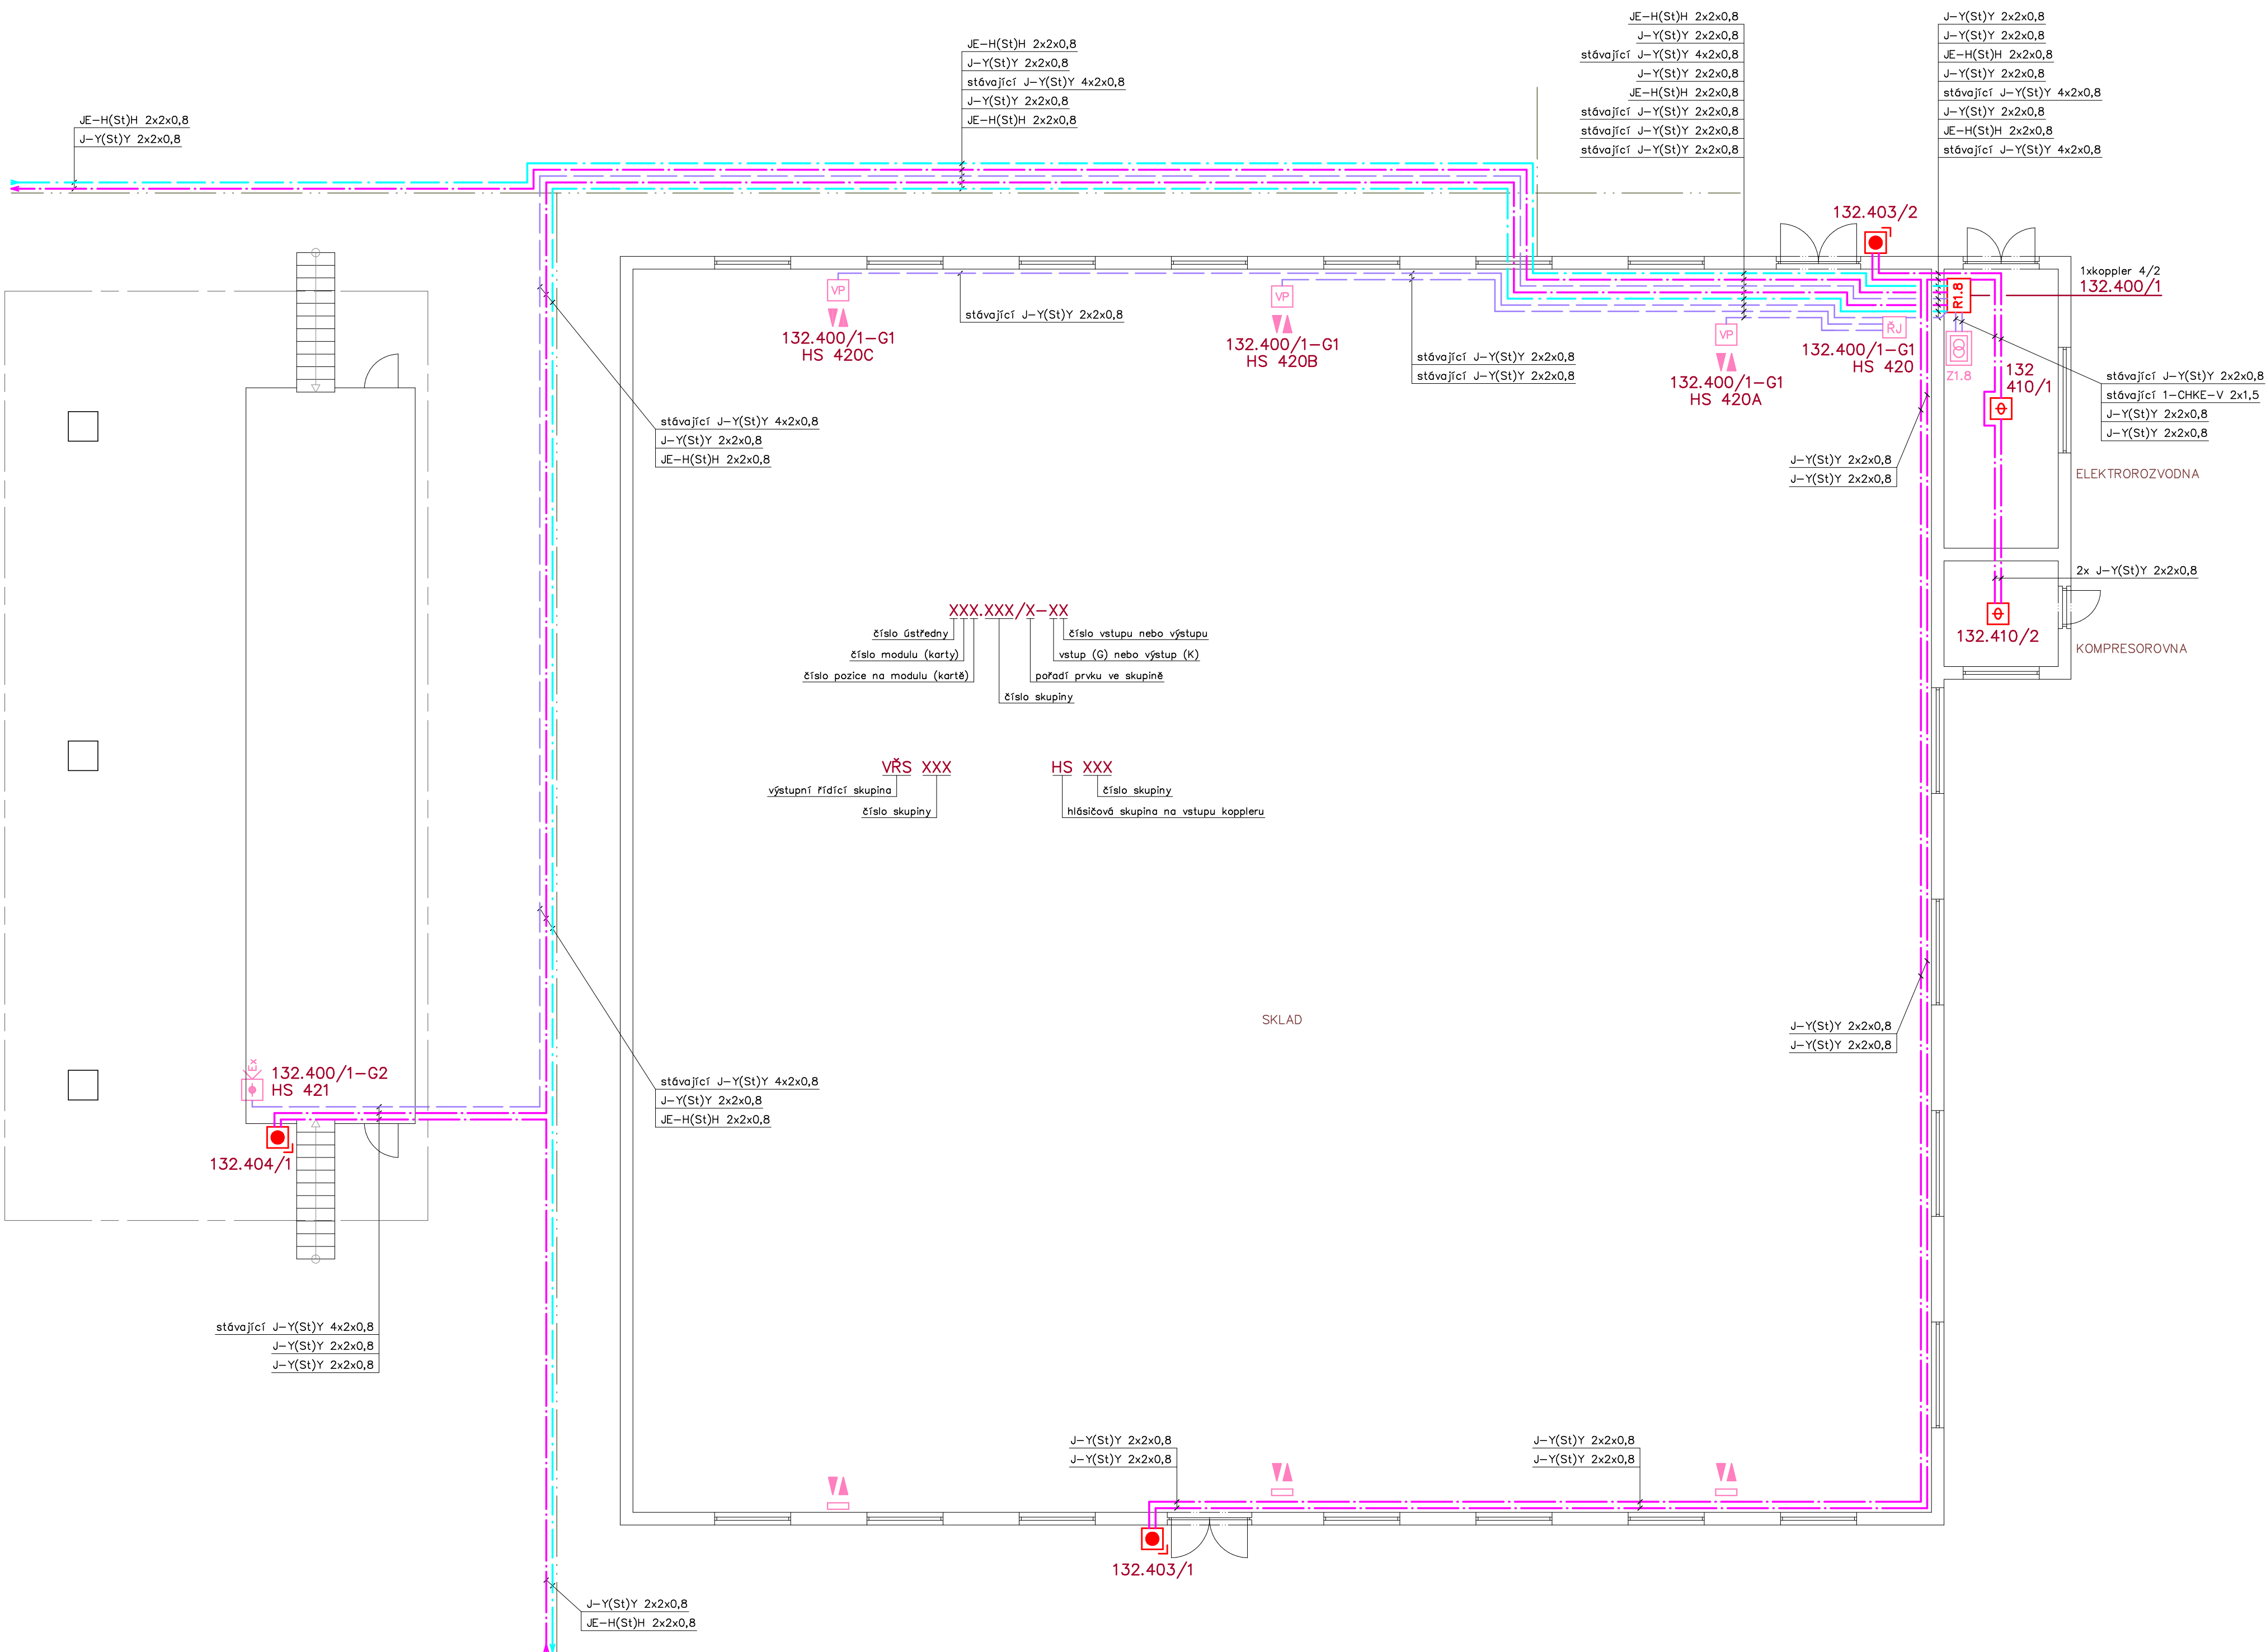 JE-H(St)H 2x2x0,8
J-Y(St)Y 2x2x0,8
JE-H(St)H 2x2x0,8
J-Y(St)Y 2x2x0,8
stávající J-Y(St)Y 4x2x0,8
J-Y(St)Y 2x2x0,8
JE-H(St)H 2x2x0,8
JE-H(St)H 2x2x0,8
J-Y(St)Y 2x2x0,8
stávající J-Y(St)Y 4x2x0,8
J-Y(St)Y 2x2x0,8
JE-H(St)H 2x2x0,8
stávající J-Y(St)Y 2x2x0,8
stávající J-Y(St)Y 2x2x0,8
stávající J-Y(St)Y 2x2x0,8
J-Y(St)Y 2x2x0,8
J-Y(St)Y 2x2x0,8
JE-H(St)H 2x2x0,8
J-Y(St)Y 2x2x0,8
stávající J-Y(St)Y 4x2x0,8
J-Y(St)Y 2x2x0,8
JE-H(St)H 2x2x0,8
stávající J-Y(St)Y 4x2x0,8
132.403/2
1xkoppler 4/2
132.400/1
R1.8
VP
132.400/1-G1
HS 420C
stávající J-Y(St)Y 2x2x0,8
VP
132.400/1-G1
HS 420B
stávající J-Y(St)Y 2x2x0,8
stávající J-Y(St)Y 2x2x0,8
VP
132.400/1-G1
HS 420A
ŘJ
132.400/1-G1
HS 420
Z1.8
132
410/1
stávající J-Y(St)Y 2x2x0,8
stávající 1-CHKE-V 2x1,5
J-Y(St)Y 2x2x0,8
J-Y(St)Y 2x2x0,8
stávající J-Y(St)Y 4x2x0,8
J-Y(St)Y 2x2x0,8
JE-H(St)H 2x2x0,8
J-Y(St)Y 2x2x0,8
J-Y(St)Y 2x2x0,8
ELEKTROROZVODNA
2x J-Y(St)Y 2x2x0,8
132.410/2
KOMPRESOROVNA
XXX.XXX/X-XX
číslo ústředny
číslo vstupu nebo výstupu
číslo modulu (karty)
vstup (G) nebo výstup (K)
číslo pozice na modulu (kartě)
pořadí prvku ve skupině
číslo skupiny
VŘS XXX
výstupní řídící skupina
číslo skupiny
HS XXX
číslo skupiny
hlásičová skupina na vstupu koppleru
SKLAD
J-Y(St)Y 2x2x0,8
J-Y(St)Y 2x2x0,8
Ex
132.400/1-G2
HS 421
132.404/1
stávající J-Y(St)Y 4x2x0,8
J-Y(St)Y 2x2x0,8
JE-H(St)H 2x2x0,8
stávající J-Y(St)Y 4x2x0,8
J-Y(St)Y 2x2x0,8
J-Y(St)Y 2x2x0,8
J-Y(St)Y 2x2x0,8
J-Y(St)Y 2x2x0,8
J-Y(St)Y 2x2x0,8
J-Y(St)Y 2x2x0,8
132.403/1
J-Y(St)Y 2x2x0,8
JE-H(St)H 2x2x0,8